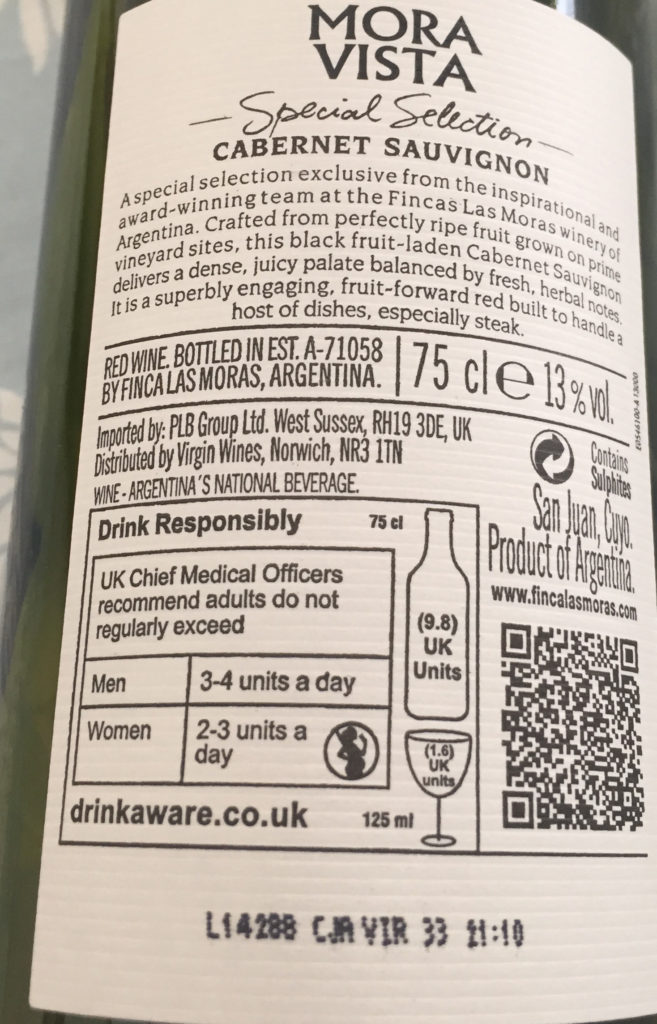 MORA
VISTA
— Special Selection —
CABERNET SAUVIGNON
A special selection exclusive from the inspirational and
award-winning team at the Fincas Las Moras winery of
Argentina. Crafted from perfectly ripe fruit grown on prime
vineyard sites, this black fruit-laden Cabernet Sauvignon
delivers a dense, juicy palate balanced by fresh, herbal notes.
It is a superbly engaging, fruit-forward red built to handle a
host of dishes, especially steak.
RED WINE. BOTTLED IN EST. A-71058
BY FINCA LAS MORAS, ARGENTINA.
75 cl e 13 % vol.
Imported by: PLB Group Ltd. West Sussex, RH19 3DE, UK
Distributed by Virgin Wines, Norwich, NR3 1TN
WINE - ARGENTINA'S NATIONAL BEVERAGE.
Contains
Sulphites
San Juan, Cuyo.
Product of Argentina.
www.fincalasmoras.com
Drink Responsibly
75 cl
UK Chief Medical Officers
recommend adults do not
regularly exceed
Men 3-4 units a day
Women 2-3 units a
day
(9.8)
UK
Units
(1.6)
UK
units
drinkaware.co.uk
125 ml
L14288 CJA VIR 33 11:10